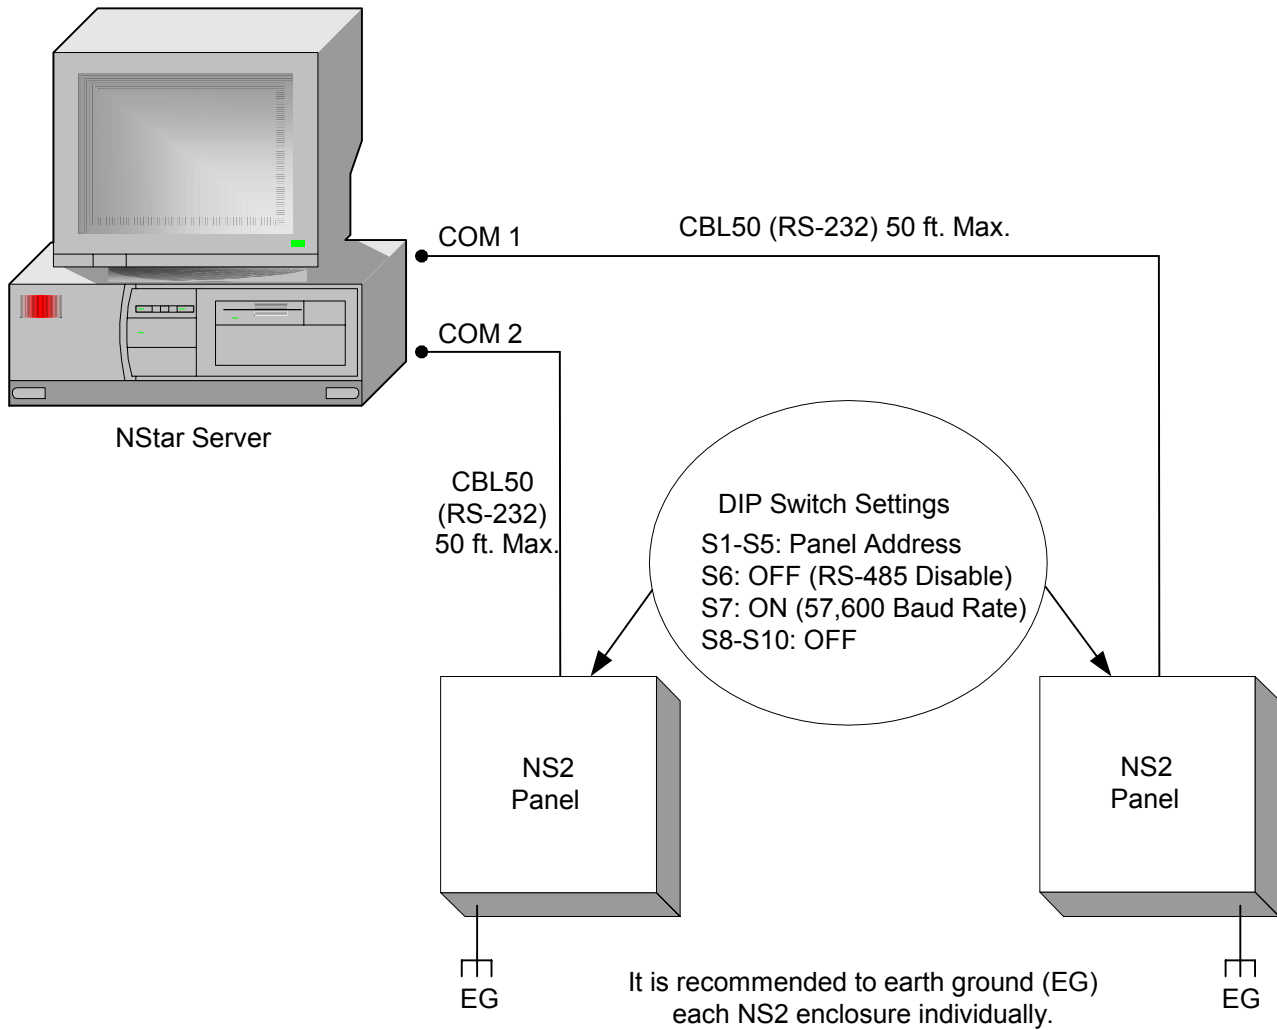 COM 1
CBL50 (RS-232) 50 ft. Max.
COM 2
NStar Server
CBL50
(RS-232)
50 ft. Max.
DIP Switch Settings
S1-S5: Panel Address
S6: OFF (RS-485 Disable)
S7: ON (57,600 Baud Rate)
S8-S10: OFF
NS2
Panel
NS2
Panel
EG
It is recommended to earth ground (EG)
each NS2 enclosure individually.
EG